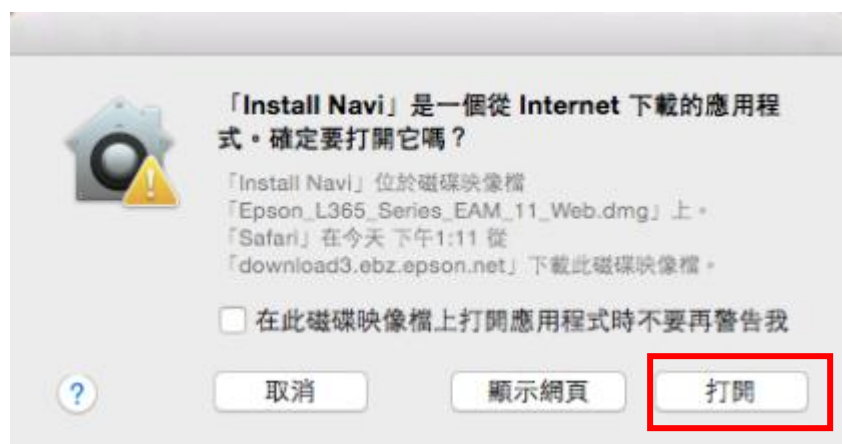 「Install Navi」是一個從 Internet 下載的應用程
式。確定要打開它嗎？
「Install Navi」位於磁碟映像檔
「Epson_L365_Series_EAM_11_Web.dmg」上。
「Safari」在今天 下午1:11 從
「download3.ebz.epson.net」下載此磁碟映像檔。
在此磁碟映像檔上打開應用程式時不要再警告我
? 取消 顯示網頁 打開